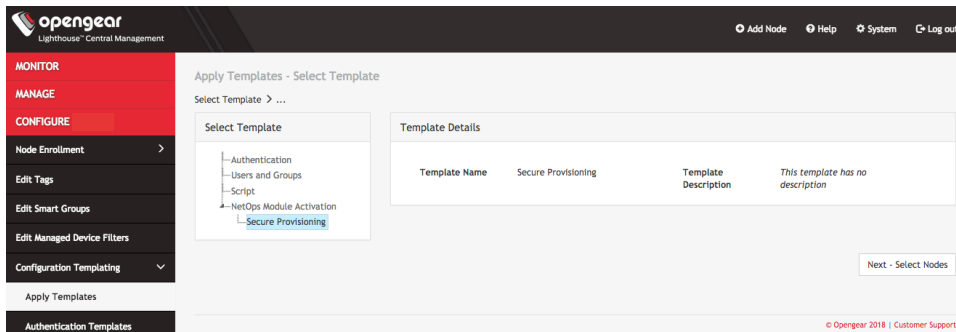 opengear
Lighthouse™ Central Management
Add Node
Help
System
Log out
MONITOR
MANAGE
CONFIGURE
Node Enrollment
Edit Tags
Edit Smart Groups
Edit Managed Device Filters
Configuration Templating
Apply Templates
Authentication Templates
Apply Templates - Select Template
Select Template > ...
Select Template
Authentication
Users and Groups
Script
NetOps Module Activation
Secure Provisioning
Template Details
Template Name
Secure Provisioning
Template
Description
This template has no
description
Next - Select Nodes
© Opengear 2018 | Customer Support